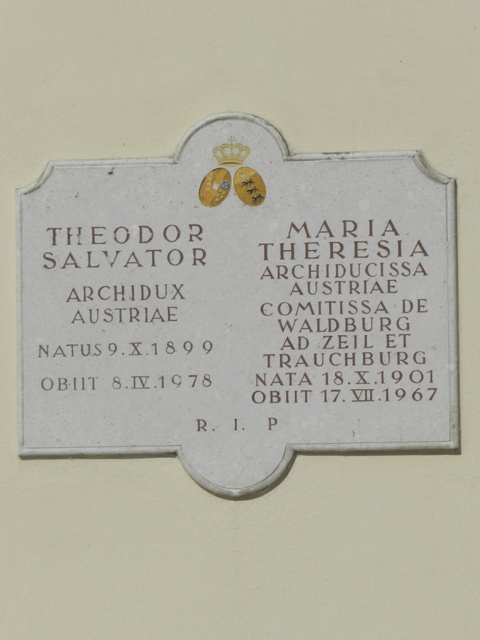 THEODOR
SALVATOR
ARCHIDUX
AUSTRIAE
NATUS 9.X.1899
OBIIT 8.IV.1978
MARIA
THERESIA
ARCHIDUCISSA
AUSTRIAE
COMITISSA DE
WALDBURG
AD ZEIL ET
TRAUCHBURG
NATA 18.X.1901
OBIIT 17.VII.1967
R. I. P